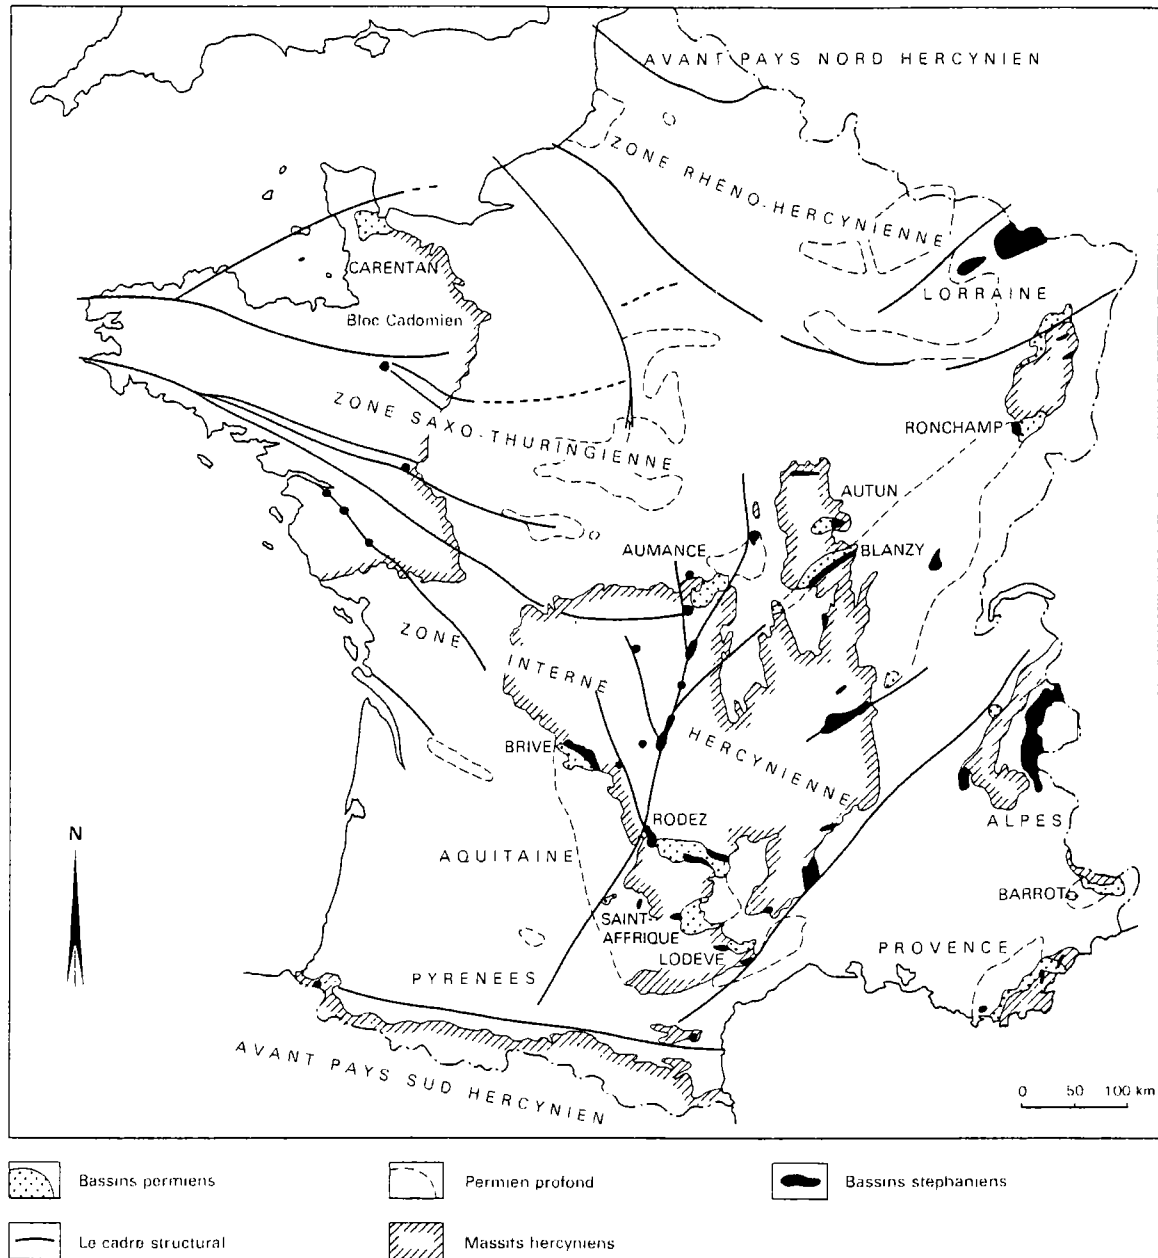 AVANT PAYS NORD HERCYNIEN
ZONE RHENO-HERCYNIENNE
CARENTAN
LORRAINE
Bloc Cadomien
ZONE SAXO-THURINGIENNE
RONCHAMP
AUTUN
AUMANCE
BLANZY
ZONE
INTERNE
HERCYNIENNE
BRIVE
RODEZ
ALPES
AQUITAINE
BARROT
SAINT-
AFFRIQUE
LODEVE
PROVENCE
PYRENEES
AVANT PAYS SUD HERCYNIEN
N
0 50 100 km
Bassins permiens
Permien profond
Bassins stephaniens
Le cadre structural
Massifs hercyniens